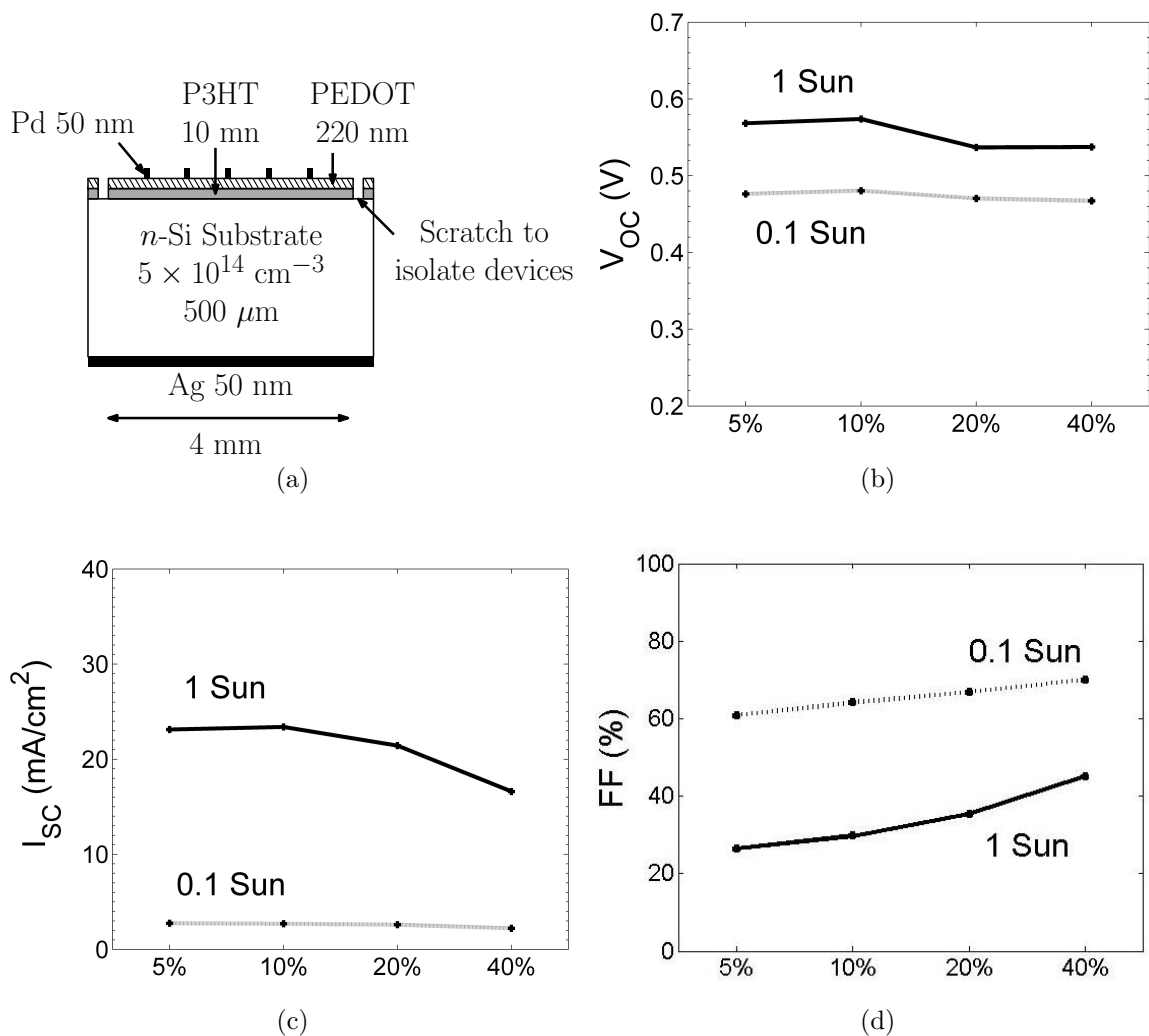 P3HT
10 mn
PEDOT
220 nm
Pd 50 nm
n-Si Substrate
5 × 10¹⁴ cm⁻³
500 μm
Scratch to
isolate devices
Ag 50 nm
4 mm
(a)
0.7
0.6
0.5
0.4
0.3
0.2
V_OC (V)
1 Sun
0.1 Sun
5% 10% 20% 40%
(b)
40
30
20
10
0
I_SC (mA/cm²)
1 Sun
0.1 Sun
5% 10% 20% 40%
(c)
100
80
60
40
20
0
FF (%)
0.1 Sun
1 Sun
5% 10% 20% 40%
(d)